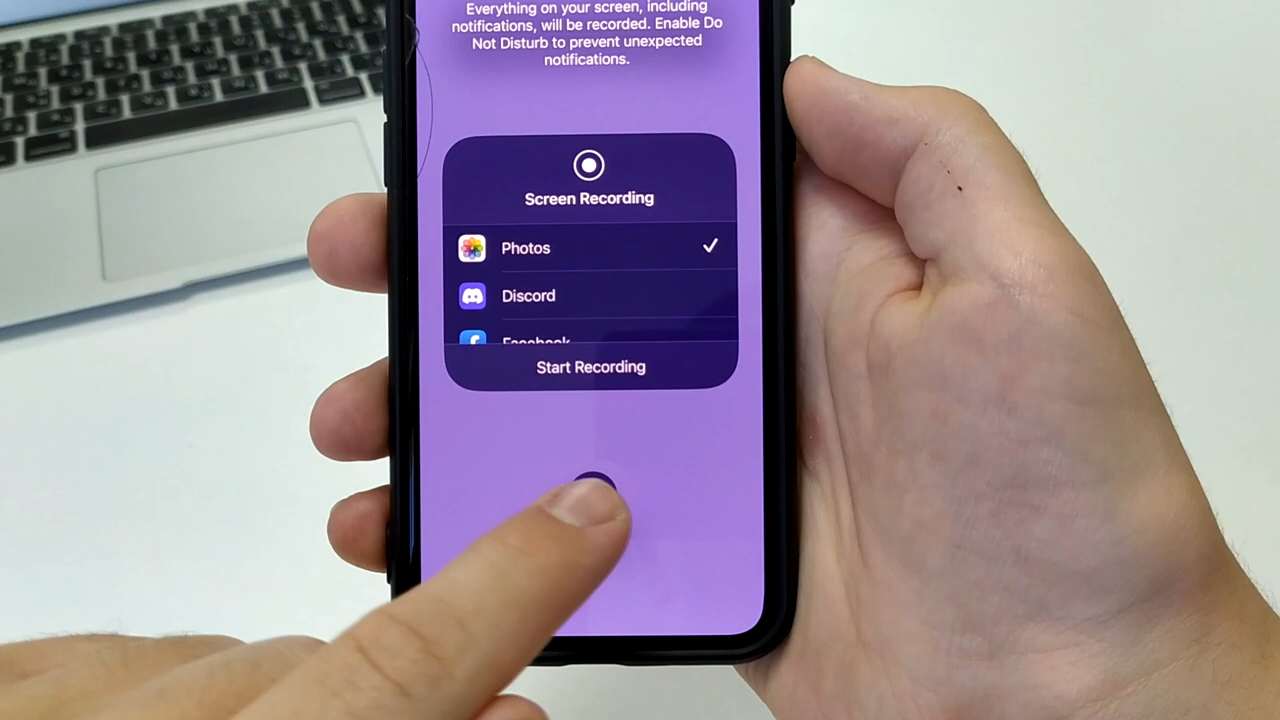 Everything on your screen, including
notifications, will be recorded. Enable Do
Not Disturb to prevent unexpected
notifications.
Screen Recording
Photos
Discord
Facebook
Start Recording